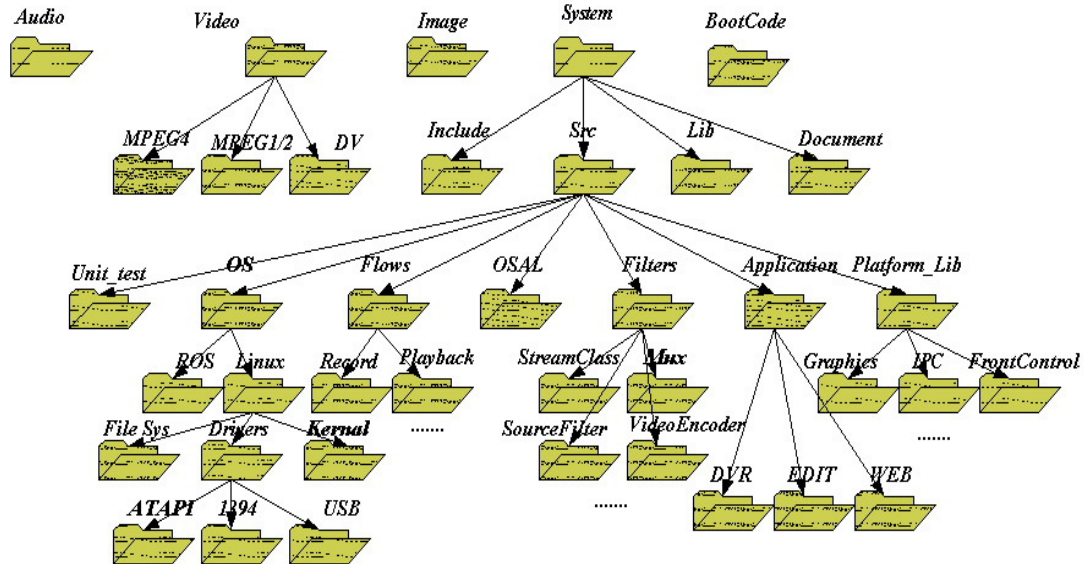 Audio
Video
Image
System
BootCode
MPEG4
MPEG1/2
DV
Include
Src
Lib
Document
Unit_test
OS
Flows
OSAL
Filters
Application
Platform_Lib
ROS
Linux
Record
Playback
StreamClass
Mux
Graphics
IPC
FrontControl
.......
.......
File Sys
Drivers
Kernal
SourceFilter
VideoEncoder
.......
DVR
EDIT
WEB
ATAPI
1394
USB